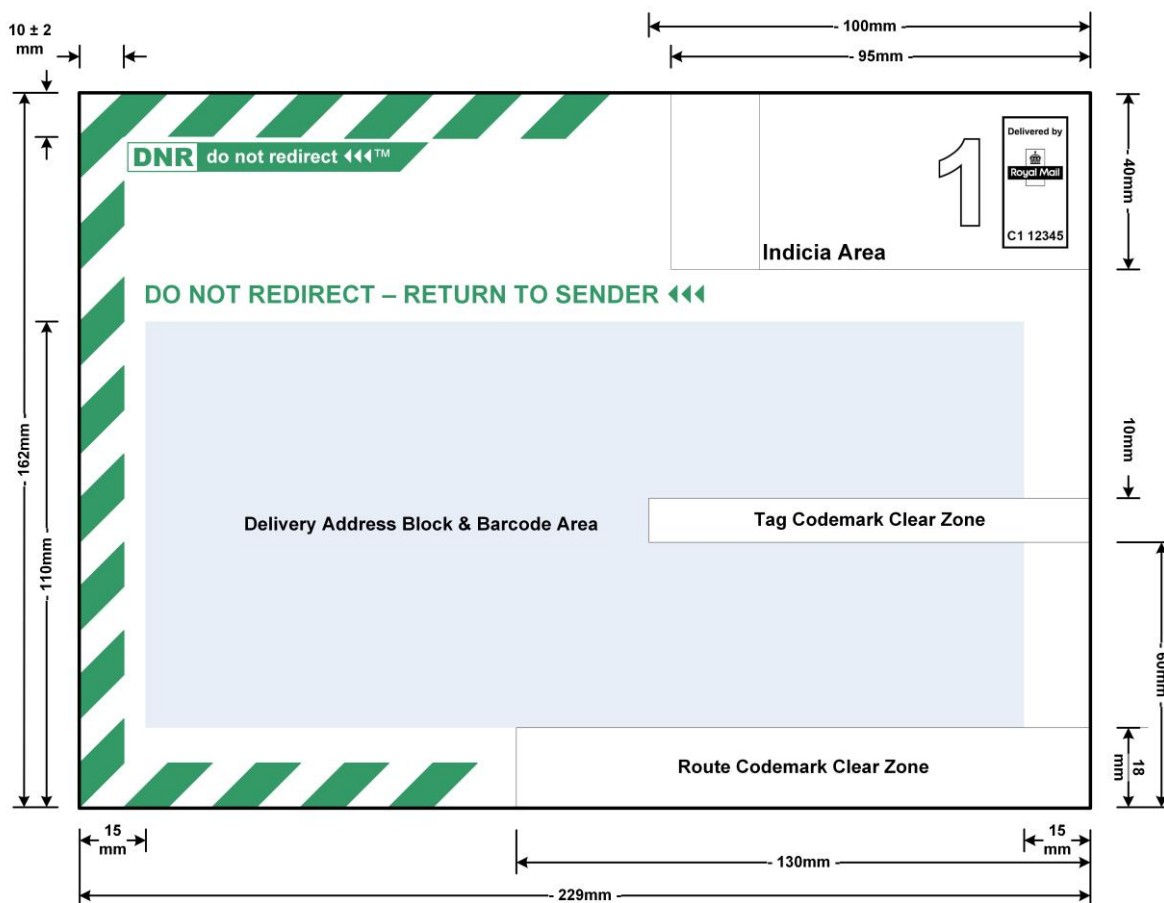 10 ± 2
mm
- 100mm -
- 95mm -
DNR do not redirect ™
1
Delivered by
Royal Mail
C1 12345
- 40mm -
Indicia Area
DO NOT REDIRECT – RETURN TO SENDER
- 162mm -
- 110mm -
10mm
Delivery Address Block & Barcode Area
Tag Codemark Clear Zone
- 60mm -
Route Codemark Clear Zone
18
mm
15
mm
15
mm
- 130mm -
- 229mm -